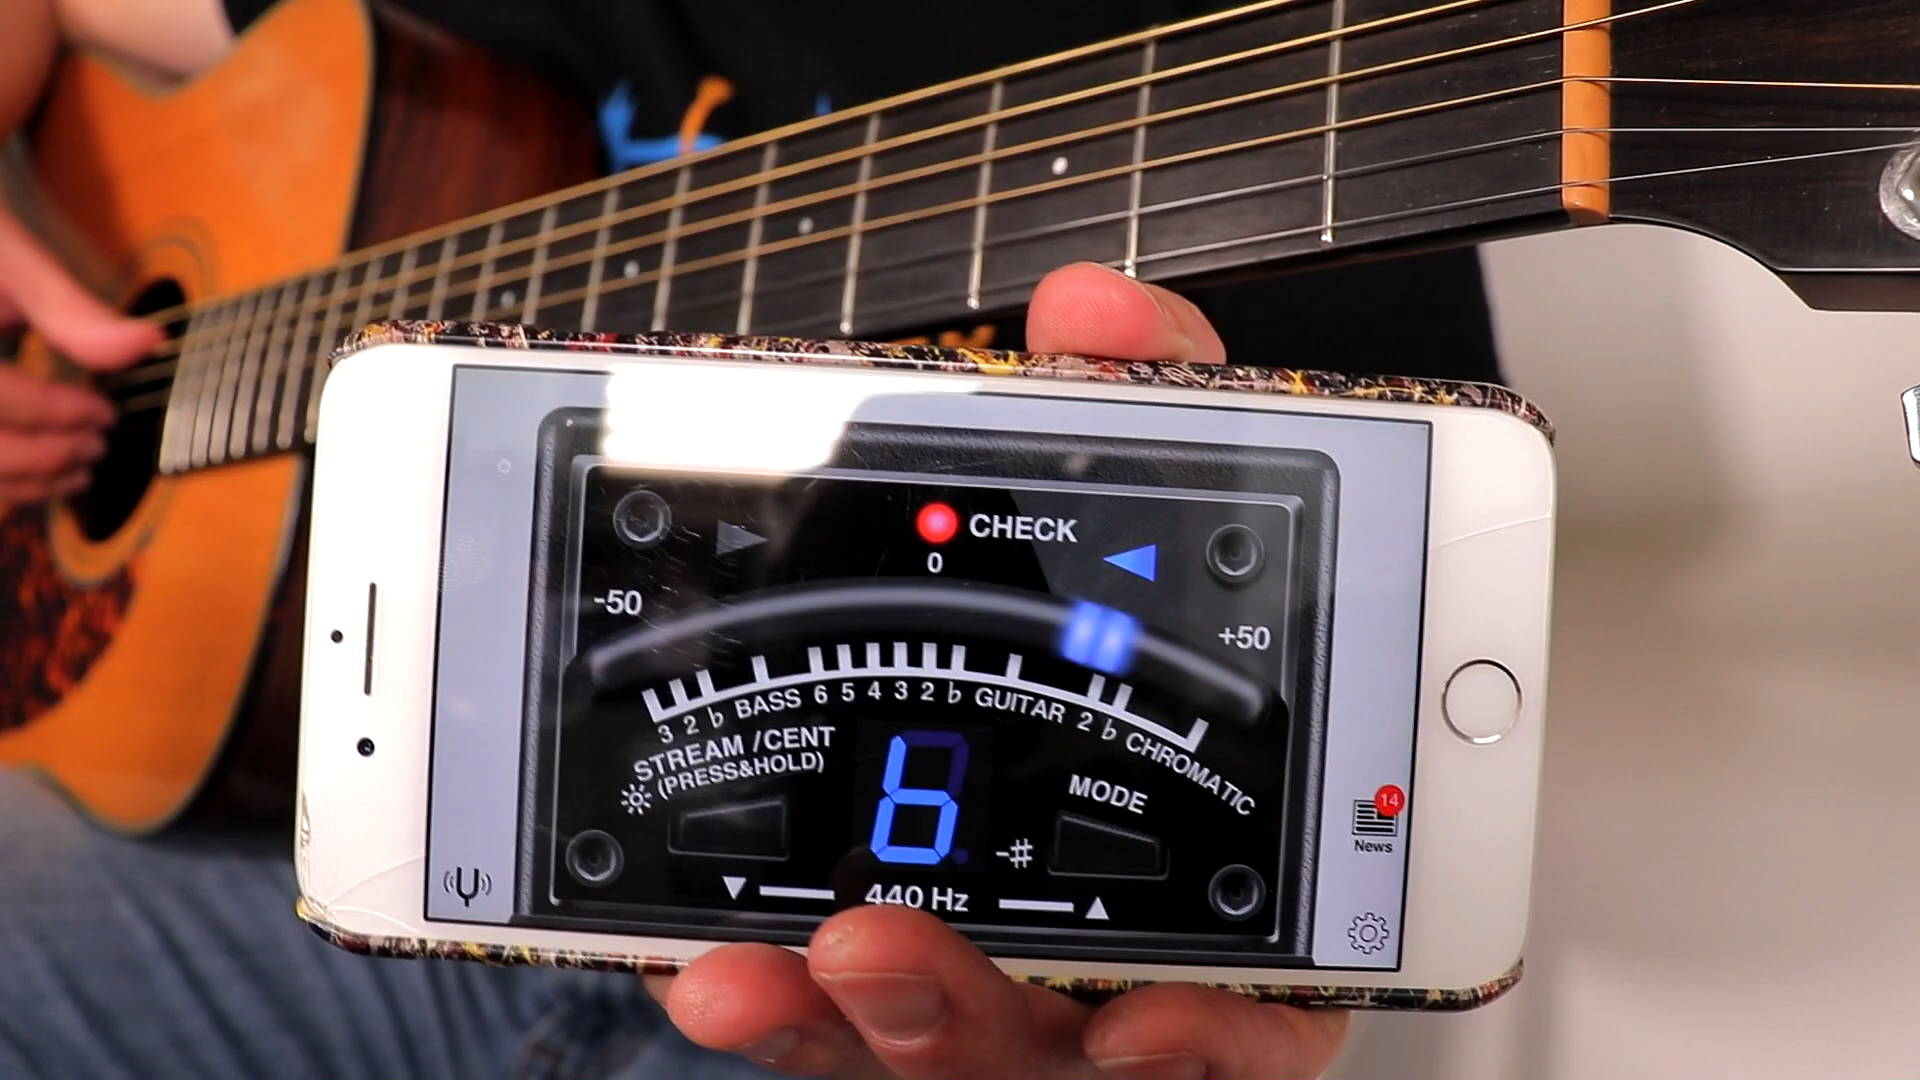 CHECK
0
-50
+50
3 2 ♭ BASS 6 5 4 3 2 ♭ GUITAR 2 ♭ CHROMATIC
STREAM /CENT
(PRESS&HOLD)
6
MODE
-#
440 Hz
14
News